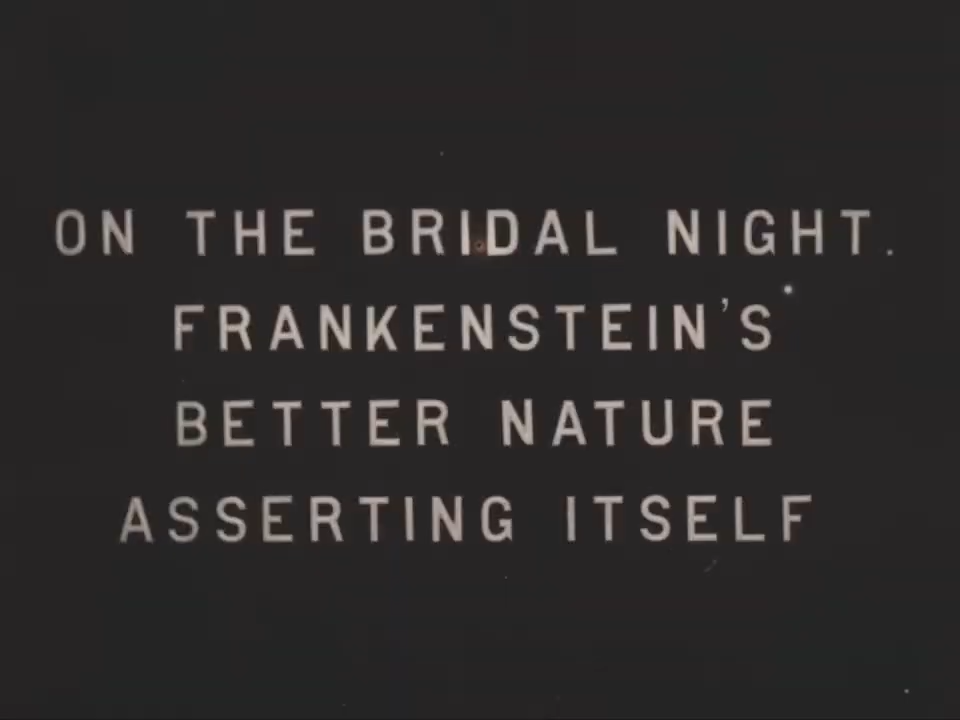 ON THE BRIDAL NIGHT.
FRANKENSTEIN'S
BETTER NATURE
ASSERTING ITSELF